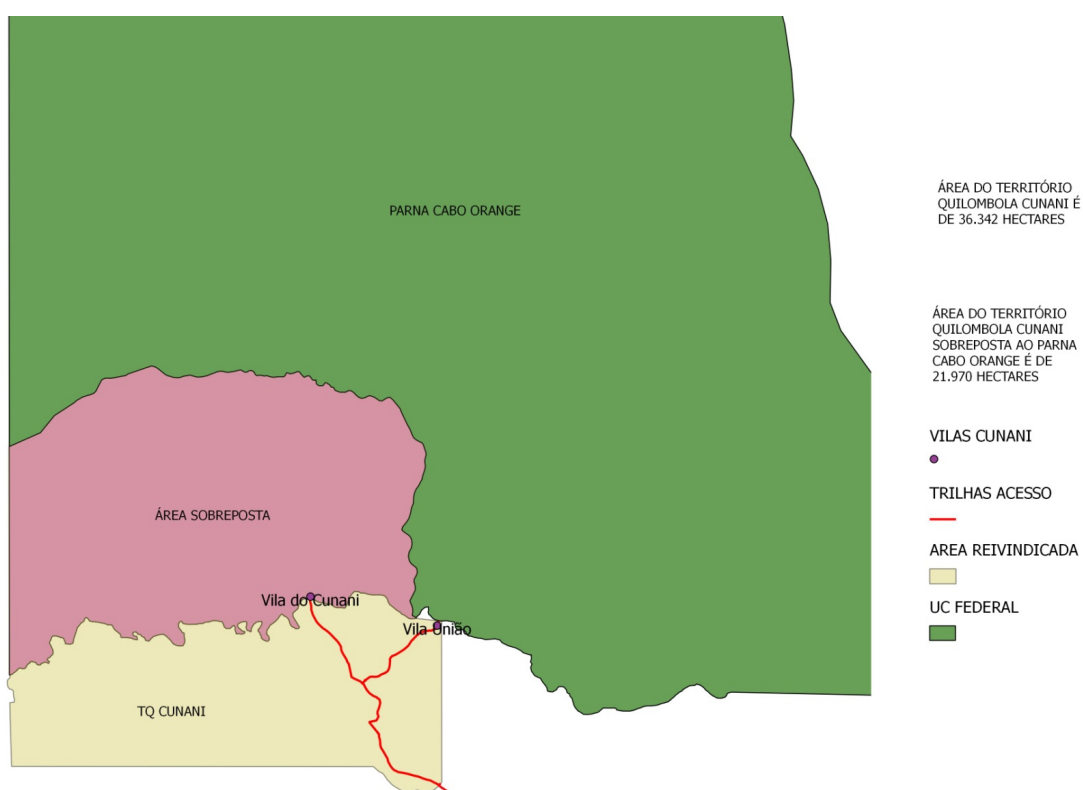 PARNA CABO ORANGE
ÁREA SOBREPOSTA
Vila do Cunani
Vila União
TQ CUNANI
ÁREA DO TERRITÓRIO
QUILOMBOLA CUNANI É
DE 36.342 HECTARES
ÁREA DO TERRITÓRIO
QUILOMBOLA CUNANI
SOBREPOSTA AO PARNA
CABO ORANGE É DE
21.970 HECTARES
VILAS CUNANI
TRILHAS ACESSO
AREA REIVINDICADA
UC FEDERAL